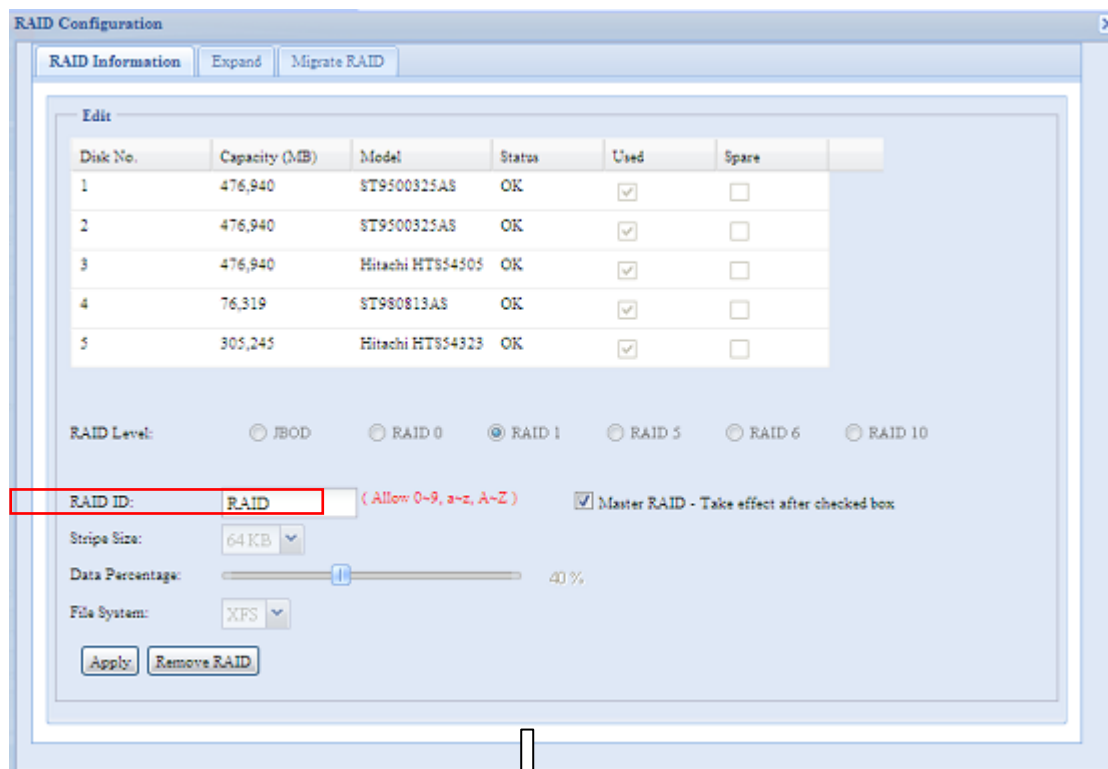 RAID Configuration
RAID Information Expand Migrate RAID
Edit
Disk No. Capacity (MB) Model Status Used Spare
1 476,940 ST9500325AS OK
2 476,940 ST9500325AS OK
3 476,940 Hitachi HTS54505 OK
4 76,319 ST980813AS OK
5 305,245 Hitachi HTS54323 OK
RAID Level: JBOD RAID 0 RAID 1 RAID 5 RAID 6 RAID 10
RAID ID: RAID ( Allow 0~9, a~z, A~Z ) Master RAID - Take effect after checked box
Stripe Size: 64 KB
Data Percentage: 40 %
File System: XFS
Apply Remove RAID